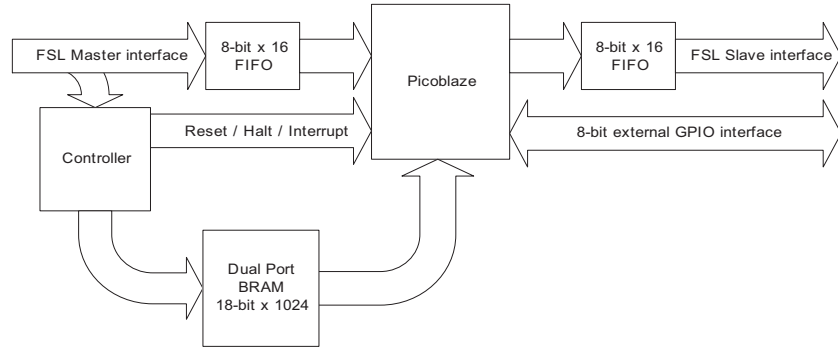 FSL Master interface
8-bit x 16
FIFO
Picoblaze
8-bit x 16
FIFO
FSL Slave interface
Controller
Reset / Halt / Interrupt
8-bit external GPIO interface
Dual Port
BRAM
18-bit x 1024